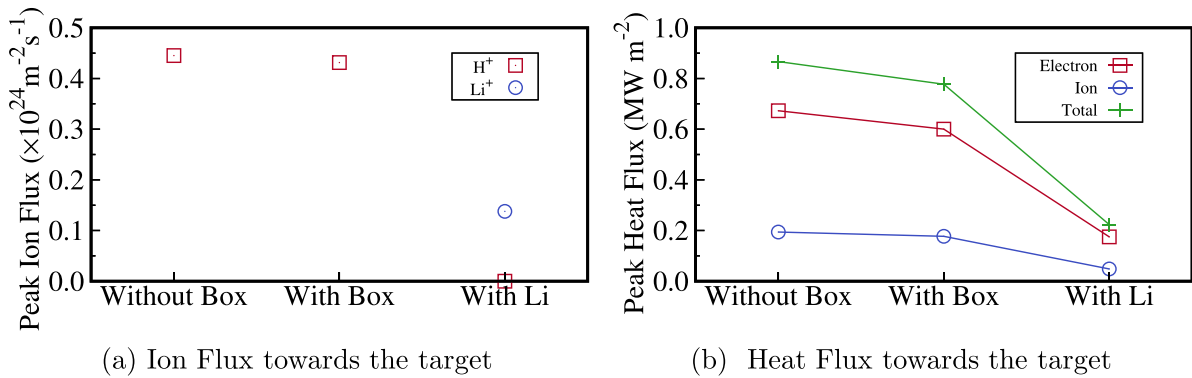 Peak Ion Flux (×10²⁴m⁻²s⁻¹)
0.5
0.4
0.3
0.2
0.1
0.0
H⁺
Li⁺
Without Box
With Box
With Li
(a) Ion Flux towards the target
Peak Heat Flux (MW m⁻²)
1.0
0.8
0.6
0.4
0.2
0.0
Electron
Ion
Total
Without Box
With Box
With Li
(b) Heat Flux towards the target